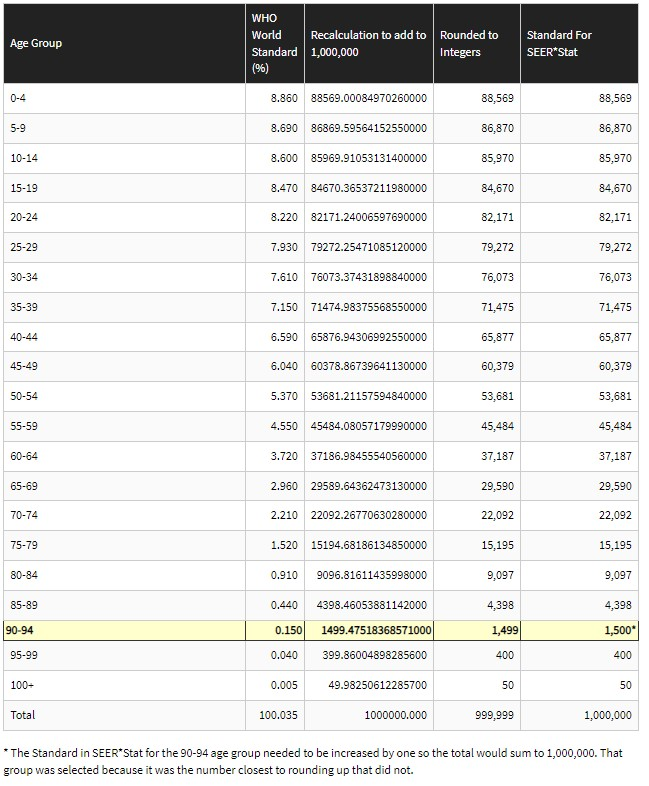 Age Group WHO World Standard (%) Recalculation to add to 1,000,000 Rounded to Integers Standard For SEER*Stat
0-4 8.860 88569.00084970260000 88,569 88,569
5-9 8.690 86869.59564152550000 86,870 86,870
10-14 8.600 85969.91053131400000 85,970 85,970
15-19 8.470 84670.36537211980000 84,670 84,670
20-24 8.220 82171.24006597690000 82,171 82,171
25-29 7.930 79272.25471085120000 79,272 79,272
30-34 7.610 76073.37431898840000 76,073 76,073
35-39 7.150 71474.98375568550000 71,475 71,475
40-44 6.590 65876.94306992550000 65,877 65,877
45-49 6.040 60378.86739641130000 60,379 60,379
50-54 5.370 53681.21157594840000 53,681 53,681
55-59 4.550 45484.08057179990000 45,484 45,484
60-64 3.720 37186.98455540560000 37,187 37,187
65-69 2.960 29589.64362473130000 29,590 29,590
70-74 2.210 22092.26770630280000 22,092 22,092
75-79 1.520 15194.68186134850000 15,195 15,195
80-84 0.910 9096.81611435998000 9,097 9,097
85-89 0.440 4398.46053881142000 4,398 4,398
90-94 0.150 1499.47518368571000 1,499 1,500*
95-99 0.040 399.86004898285600 400 400
100+ 0.005 49.98250612285700 50 50
Total 100.035 1000000.000 999,999 1,000,000
* The Standard in SEER*Stat for the 90-94 age group needed to be increased by one so the total would sum to 1,000,000. That
group was selected because it was the number closest to rounding up that did not.